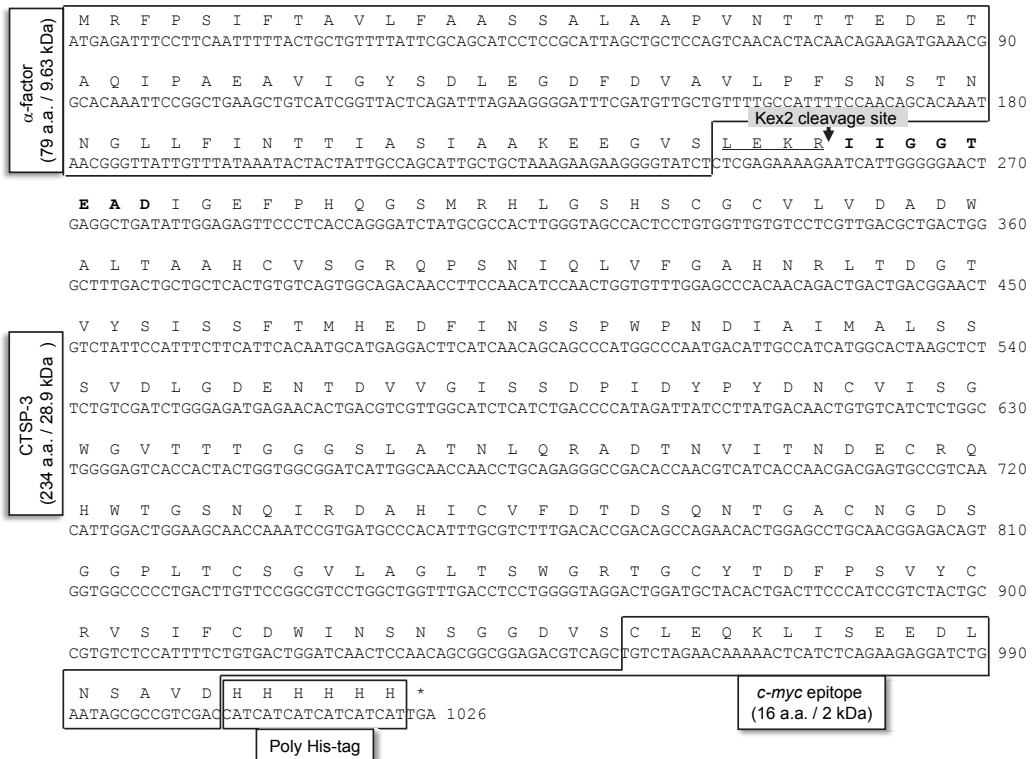 M R F P S I F T A V L F A A S S A L A A P V N T T T E D E T
ATGAGATTTCCTTCAATTTTTACTGCTGTTTTATTCGCAGCATCCTCCGCATTAGCTGCTCCAGTCAACACTACAACAGAAGATGAAACG 90
α-factor
(79 a.a. / 9.63 kDa)
A Q I P A E A V I G Y S D L E G D F D V A V L P F S N S T N
GCACAAATTCCGGCTGAAGCTGTCATCGGTTACTCAGATTTAGAAGGGGATTTCGATGTTGCTGTTTTGCCATTTTCCAACAGCACAAAT 180
Kex2 cleavage site
N G L L F I N T T I A S I A A K E E G V S L E K R I I G G T
AACGGGTTATTGTTTATAAATACTACTATTGCCAGCATTGCTGCTAAAGAAGAAGGGGTATCTCTCGAGAAAAGAATCATTGGGGGAACT 270
E A D I G E F P H Q G S M R H L G S H S C G C V L V D A D W
GAGGCTGATATTGGAGAGTTCCCTCACCAGGGATCTATGCGCCACTTGGGTAGCCACTCCTGTGGTTGTGTCCTCGTTGACGCTGACTGG 360
A L T A A H C V S G R Q P S N I Q L V F G A H N R L T D G T
GCTTTGACTGCTGCTCACTGTGTCAGTGGCAGACAACCTTCCAACATCCAACTGGTGTTTGGAGCCCACAACAGACTGACTGACGGAACT 450
V Y S I S S F T M H E D F I N S S P W P N D I A I M A L S S
GTCTATTCCATTTCTTCATTCACAATGCATGAGGACTTCATCAACAGCAGCCCATGGCCCAATGACATTGCCATCATGGCACTAAGCTCT 540
CTSP-3
(234 a.a. / 28.9 kDa )
S V D L G D E N T D V V G I S S D P I D Y P Y D N C V I S G
TCTGTCGATCTGGGAGATGAGAACACTGACGTCGTTGGCATCTCATCTGACCCCATAGATTATCCTTATGACAACTGTGTCATCTCTGGC 630
W G V T T T G G G S L A T N L Q R A D T N V I T N D E C R Q
TGGGGAGTCACCACTACTGGTGGCGGATCATTGGCAACCAACCTGCAGAGGGCCGACACCAACGTCATCACCAACGACGAGTGCCGTCAA 720
H W T G S N Q I R D A H I C V F D T D S Q N T G A C N G D S
CATTGGACTGGAAGCAACCAAATCCGTGATGCCCACATTTGCGTCTTTGACACCGACAGCCAGAACACTGGAGCCTGCAACGGAGACAGT 810
G G P L T C S G V L A G L T S W G R T G C Y T D F P S V Y C
GGTGGCCCCCTGACTTGTTCCGGCGTCCTGGCTGGTTTGACCTCCTGGGGTAGGACTGGATGCTACACTGACTTCCCATCCGTCTACTGC 900
R V S I F C D W I N S N S G G D V S C L E Q K L I S E E D L
CGTGTCTCCATTTTCTGTGACTGGATCAACTCCAACAGCGGCGGAGACGTCAGCTGTCTAGAACAAAAACTCATCTCAGAAGAGGATCTG 990
N S A V D H H H H H H *
AATAGCGCCGTCGACCATCATCATCATCATCATTGA 1026
c-myc epitope
(16 a.a. / 2 kDa)
Poly His-tag